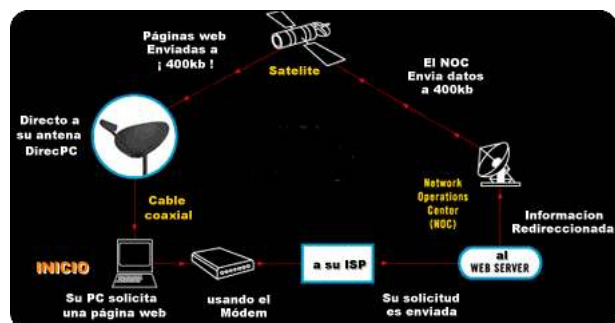 Páginas web
Enviadas a
¡ 400kb !
Satelite
El NOC
Envia datos
a 400kb
Directo a
su antena
DirecPC
Cable
coaxial
Network
Operations
Center
(NOC)
Informacion
Redireccionada
INICIO
a su ISP
al
WEB SERVER
Su PC solicita
una página web
usando el
Módem
Su solicitud
es enviada